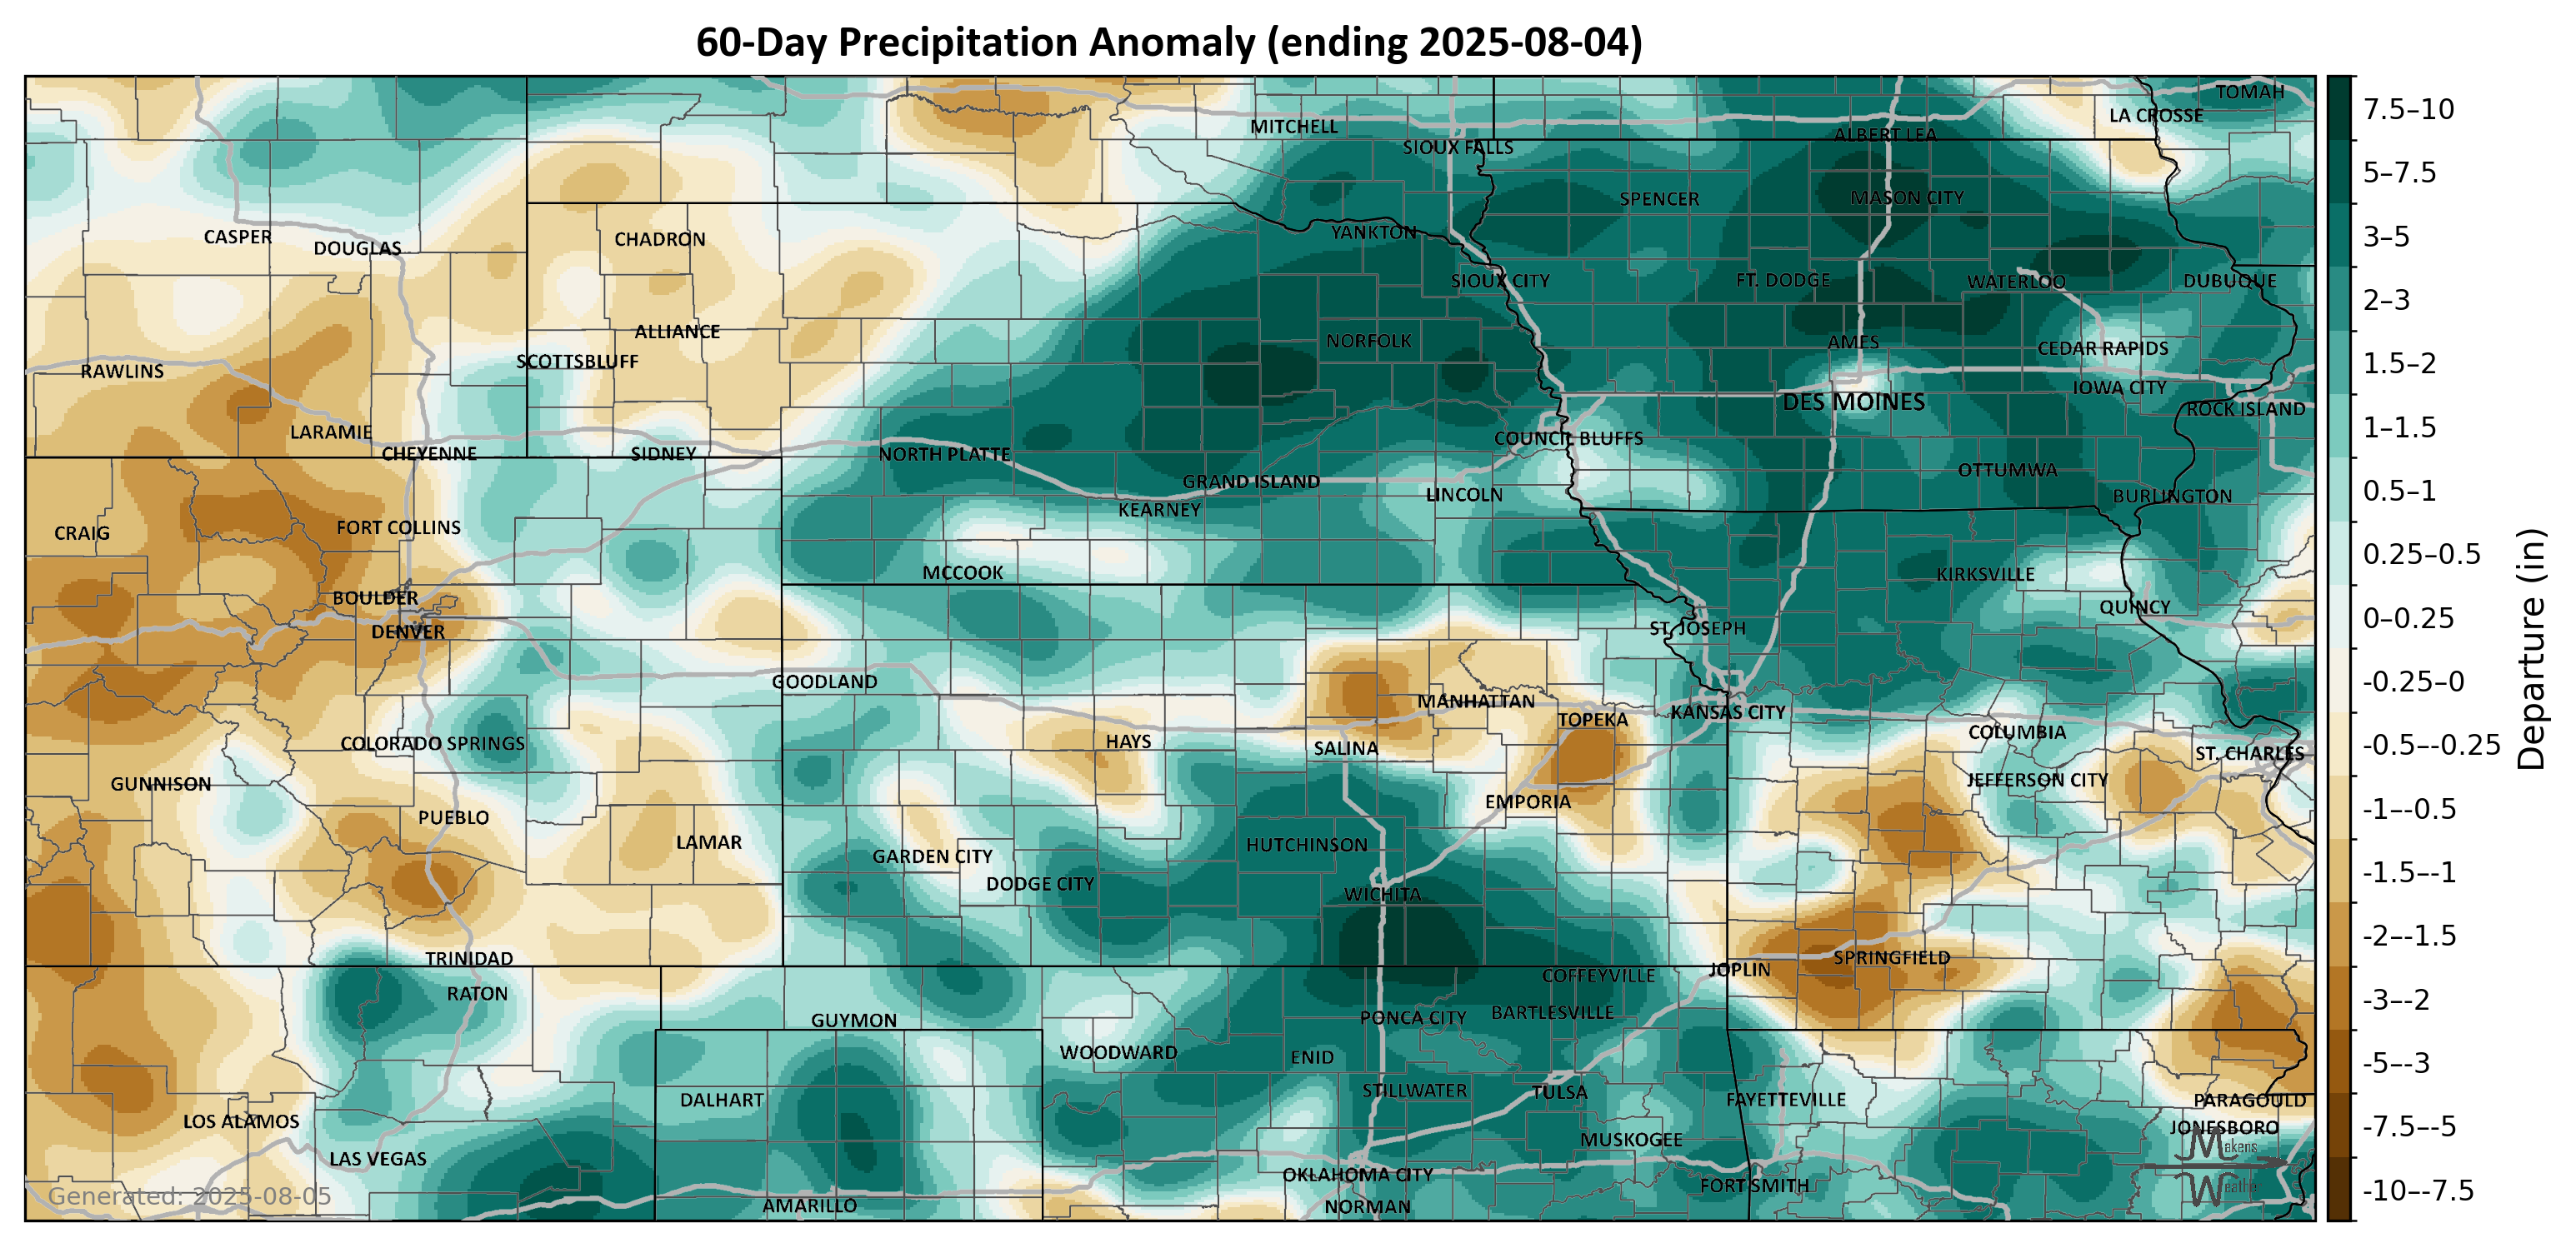 60-Day Precipitation Anomaly (ending 2025-08-04)
TOMAH
LA CROSSE
MITCHELL
ALBERT LEA
SIOUX FALLS
SPENCER
MASON CITY
CASPER
DOUGLAS
CHADRON
YANKTON
SIOUX CITY
FT. DODGE
WATERLOO
DUBUQUE
ALLIANCE
NORFOLK
AMES
CEDAR RAPIDS
SCOTTSBLUFF
RAWLINS
IOWA CITY
DES MOINES
ROCK ISLAND
LARAMIE
COUNCIL BLUFFS
CHEYENNE
SIDNEY
NORTH PLATTE
OTTUMWA
GRAND ISLAND
LINCOLN
BURLINGTON
KEARNEY
CRAIG
FORT COLLINS
MCCOOK
KIRKSVILLE
BOULDER
QUINCY
DENVER
ST. JOSEPH
GOODLAND
MANHATTAN
TOPEKA
KANSAS CITY
COLUMBIA
COLORADO SPRINGS
HAYS
SALINA
ST. CHARLES
GUNNISON
JEFFERSON CITY
EMPORIA
PUEBLO
LAMAR
HUTCHINSON
GARDEN CITY
DODGE CITY
WICHITA
TRINIDAD
SPRINGFIELD
JOPLIN
COFFEYVILLE
RATON
BARTLESVILLE
PONCA CITY
GUYMON
WOODWARD
ENID
STILLWATER
TULSA
DALHART
FAYETTEVILLE
PARAGOULD
LOS ALAMOS
JONESBORO
MUSKOGEE
LAS VEGAS
OKLAHOMA CITY
FORT SMITH
AMARILLO
NORMAN
Generated: 2025-08-05
Makens
Weather
7.5–10
5–7.5
3–5
2–3
1.5–2
1–1.5
0.5–1
0.25–0.5
0–0.25
-0.25–0
-0.5–-0.25
-1–-0.5
-1.5–-1
-2–-1.5
-3–-2
-5–-3
-7.5–-5
-10–-7.5
Departure (in)